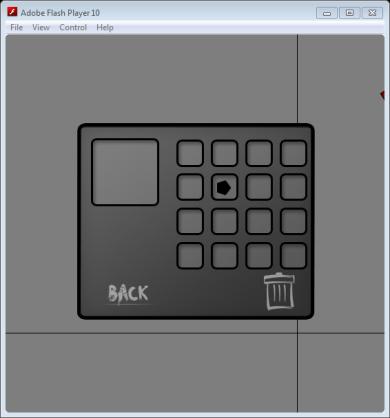 Adobe Flash Player 10
File View Control Help
BACK